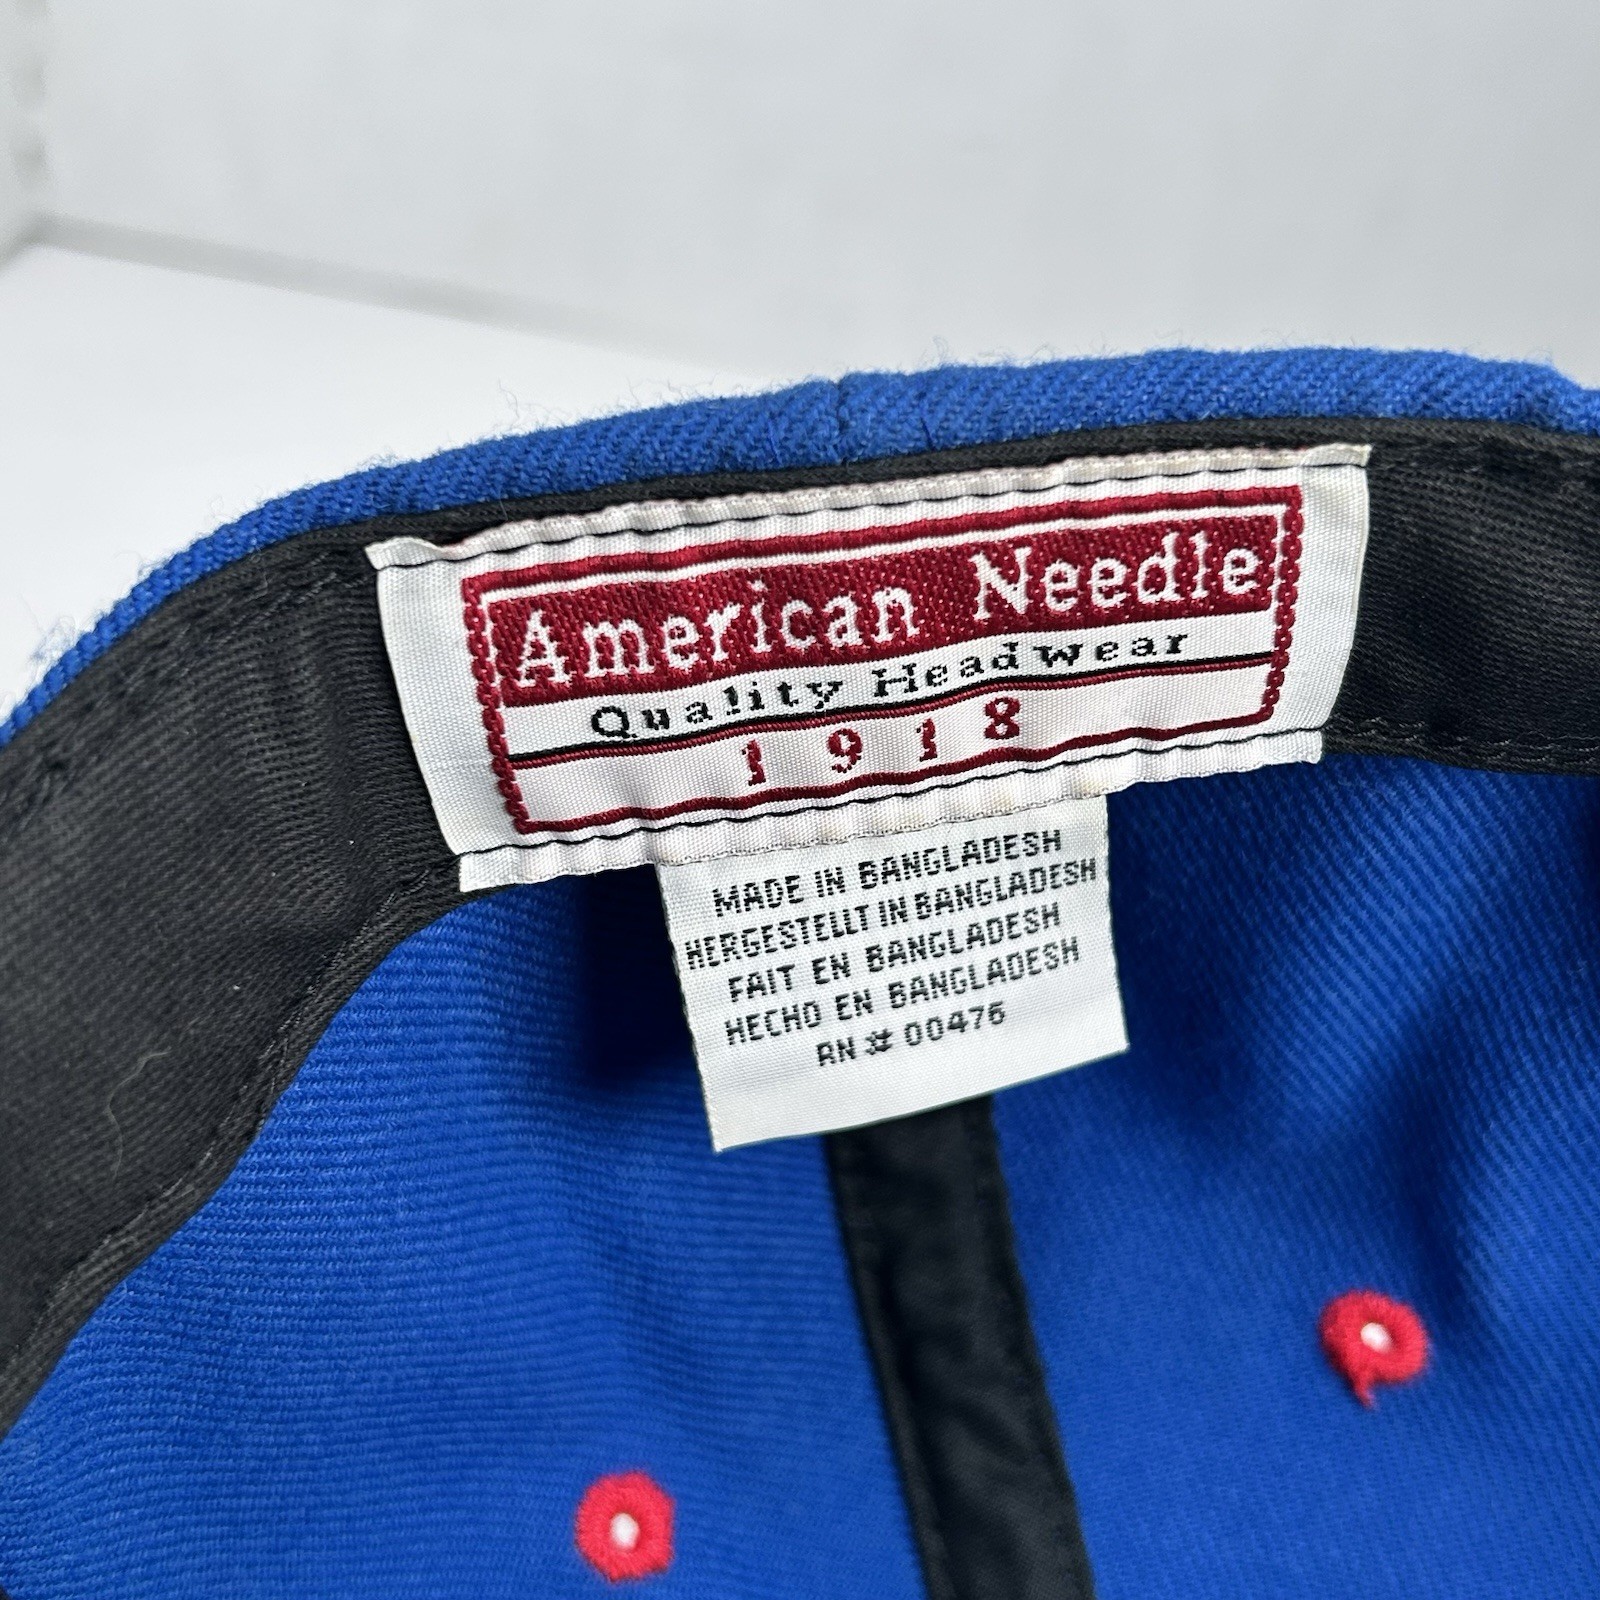 American Needle
Quality Headwear
1918
MADE IN BANGLADESH
HERGESTELLT IN BANGLADESH
FAIT EN BANGLADESH
HECHO EN BANGLADESH
RN # 00476